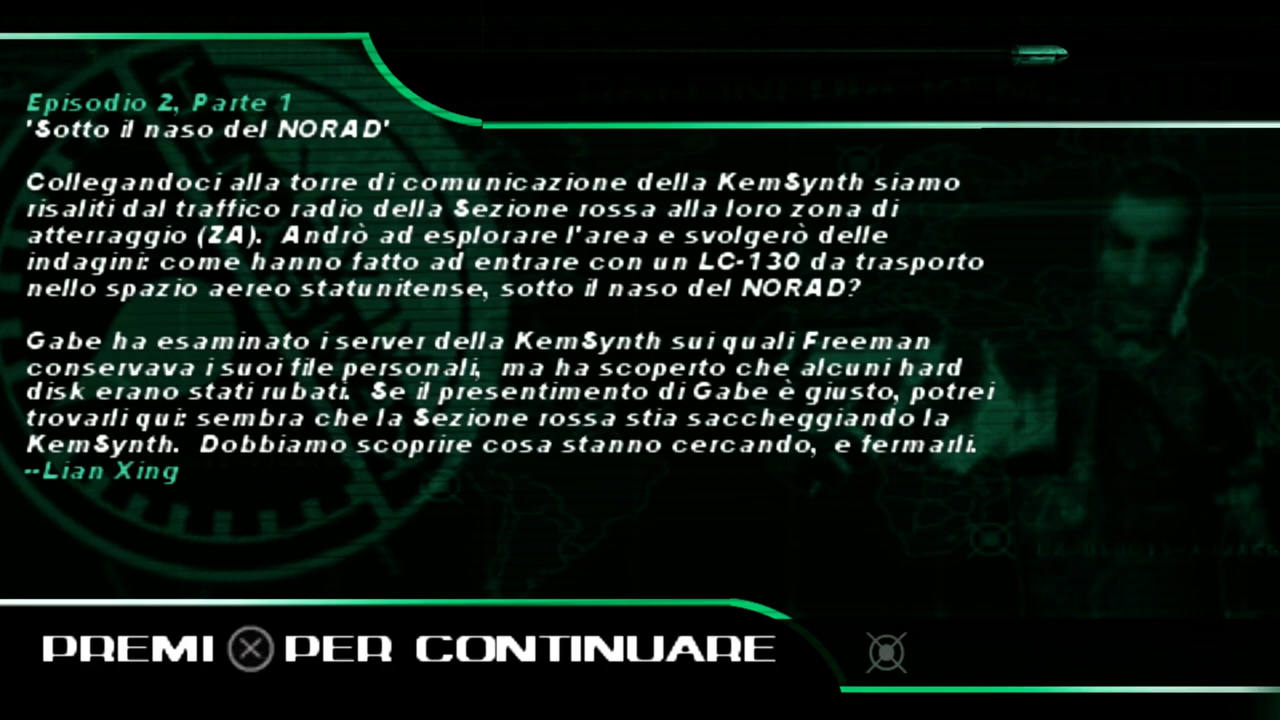 Episodio 2, Parte 1
'Sotto il naso del NORAD'
Collegandoci alla torre di comunicazione della KemSynth siamo
risaliti dal traffico radio della Sezione rossa alla loro zona di
atterraggio (ZA). Andrò ad esplorare l'area e svolgerò delle
indagini: come hanno fatto ad entrare con un LC-130 da trasporto
nello spazio aereo statunitense, sotto il naso del NORAD?
Gabe ha esaminato i server della KemSynth sui quali Freeman
conservava i suoi file personali, ma ha scoperto che alcuni hard
disk erano stati rubati. Se il presentimento di Gabe è giusto, potrei
trovarli qui: sembra che la Sezione rossa stia saccheggiando la
KemSynth. Dobbiamo scoprire cosa stanno cercando, e fermarli.
--Lian Xing
PREMI PER CONTINUARE